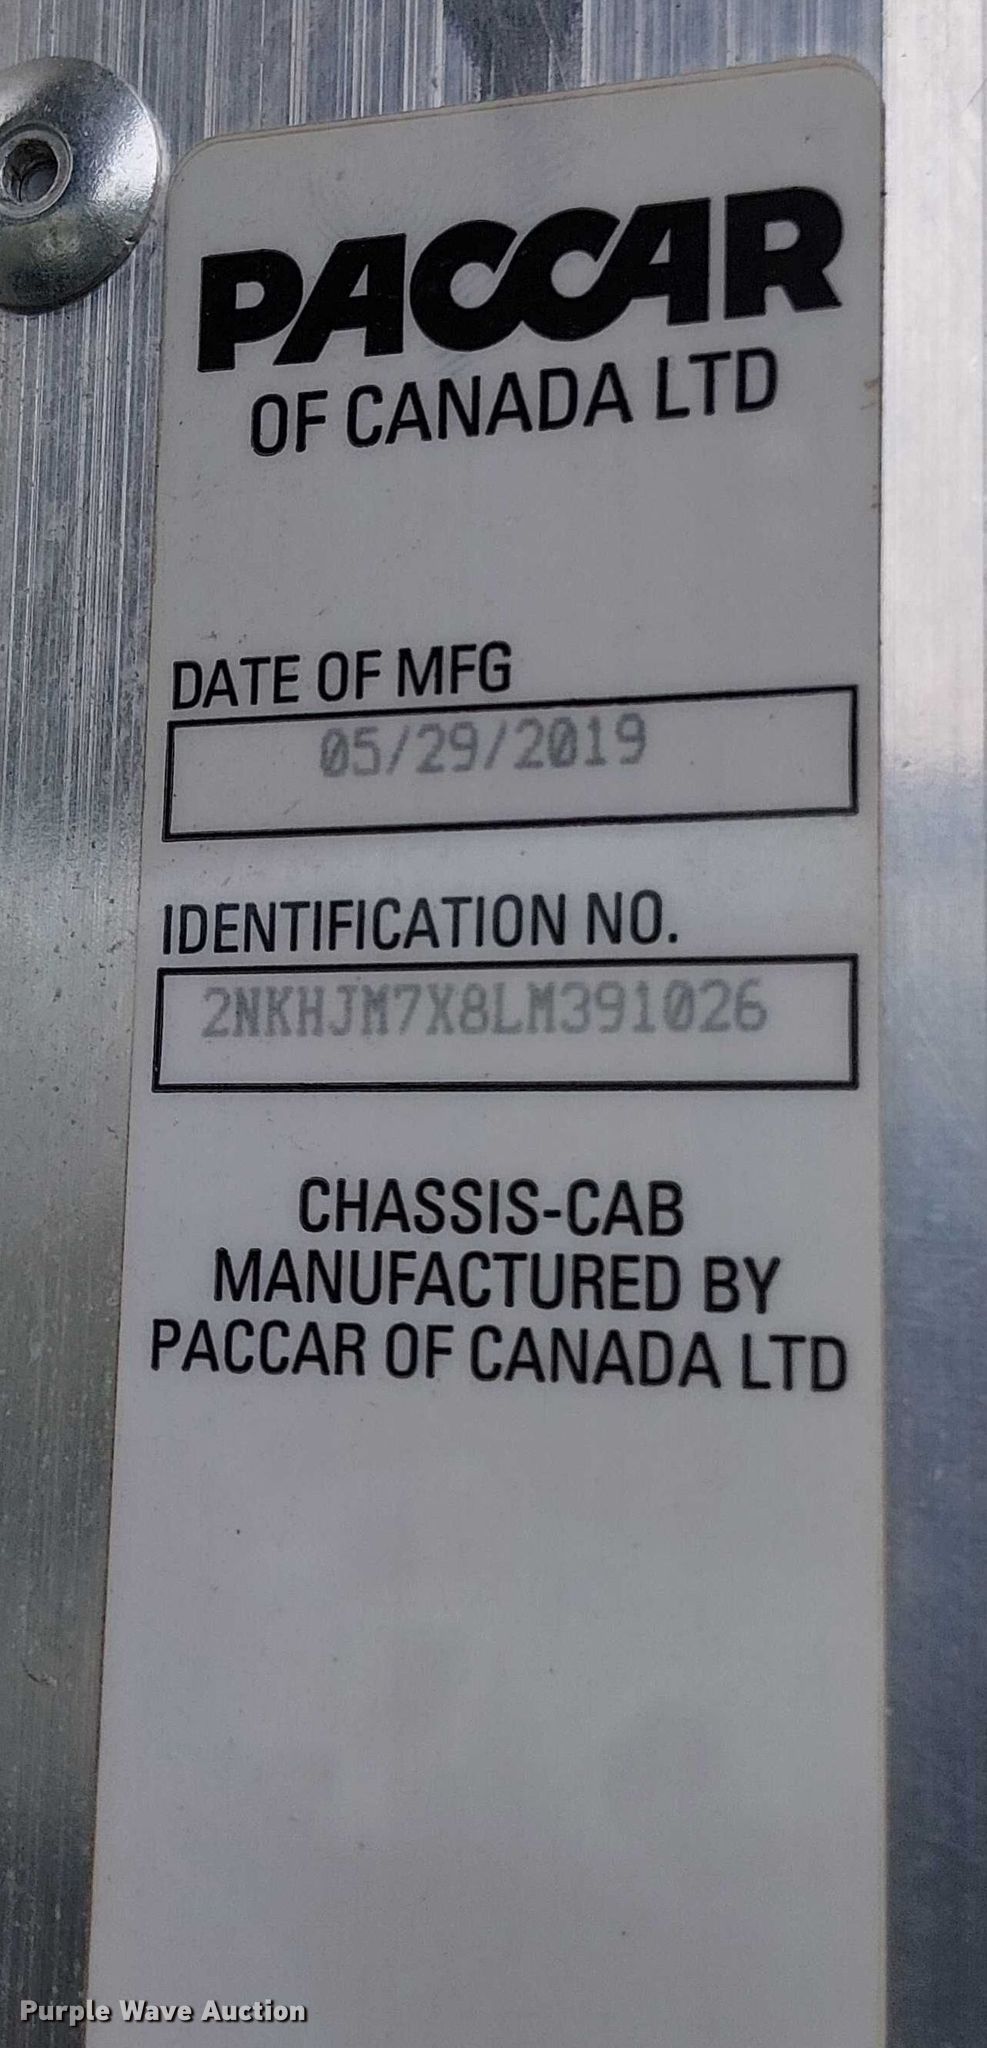 PACCAR
OF CANADA LTD
DATE OF MFG
05/29/2019
IDENTIFICATION NO.
2NKHJM7X8LM391026
CHASSIS-CAB
MANUFACTURED BY
PACCAR OF CANADA LTD
Purple Wave Auction